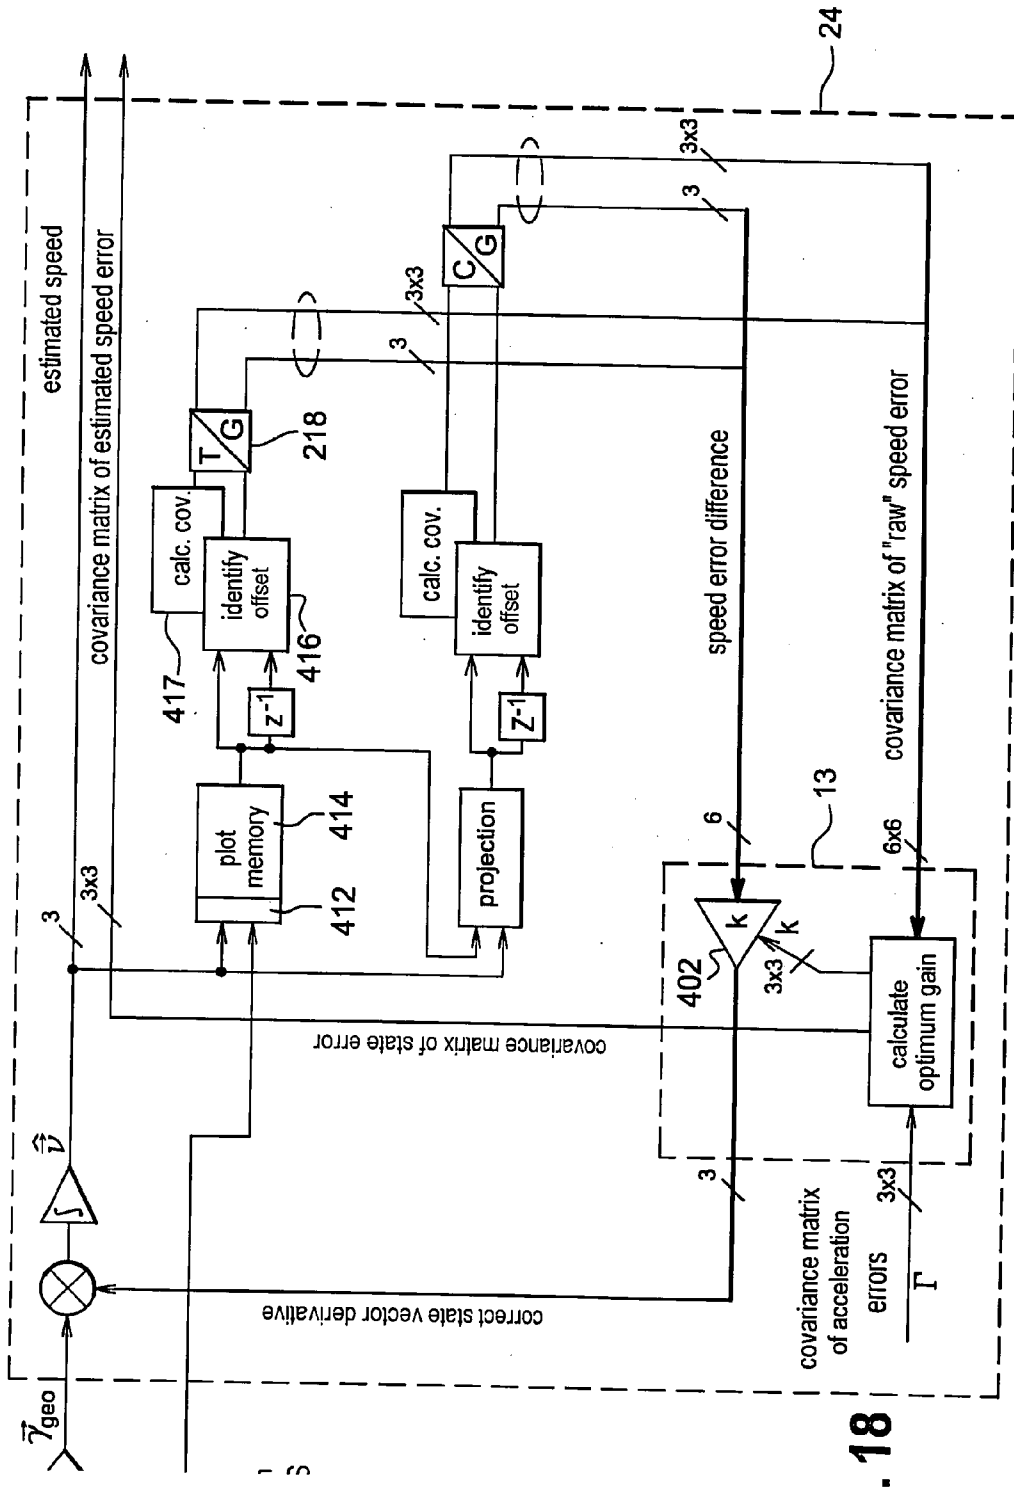 24
estimated speed
covariance matrix of estimated speed error
3
3x3
γgeo
ν̂
∫
plot
memory
412
414
z-1
417
calc. cov.
identify
offset
416
T
G
218
3x3
3
projection
Z-1
calc. cov.
identify
offset
C
G
3x3
3
covariance matrix of state error
correct state vector derivative
speed error difference
covariance matrix of "raw" speed error
6
6x6
13
402
k
k
3x3
calculate
optimum gain
3
covariance matrix
of acceleration
errors
3x3
Γ
. 18